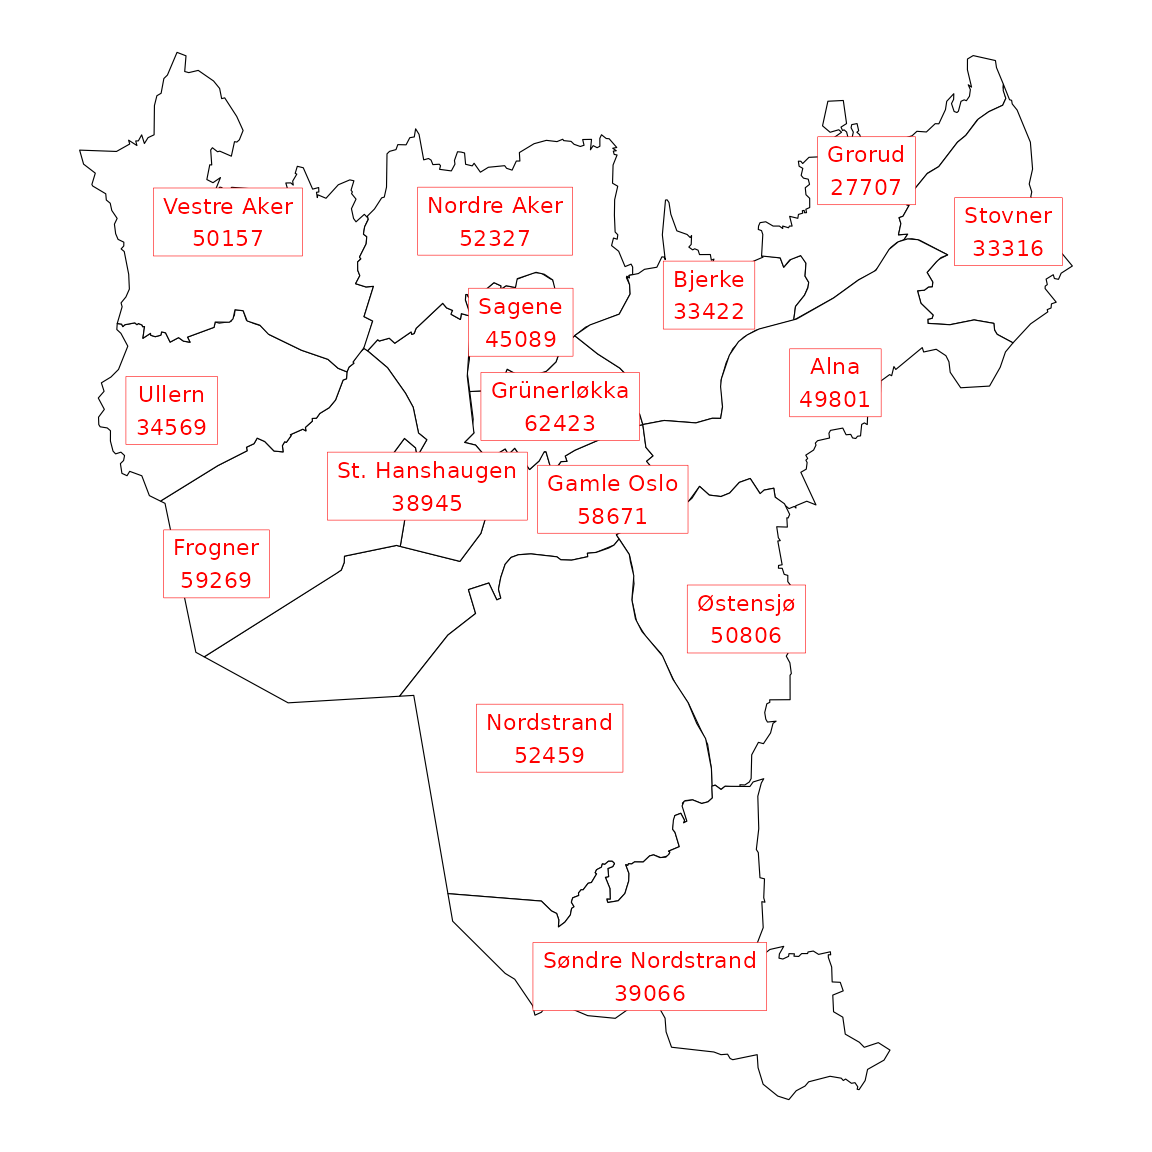 Grorud
27707
Vestre Aker
50157
Nordre Aker
52327
Stovner
33316
Bjerke
33422
Sagene
45089
Alna
49801
Ullern
34569
Grünerløkka
62423
St. Hanshaugen
38945
Gamle Oslo
58671
Frogner
59269
Østensjø
50806
Nordstrand
52459
Søndre Nordstrand
39066